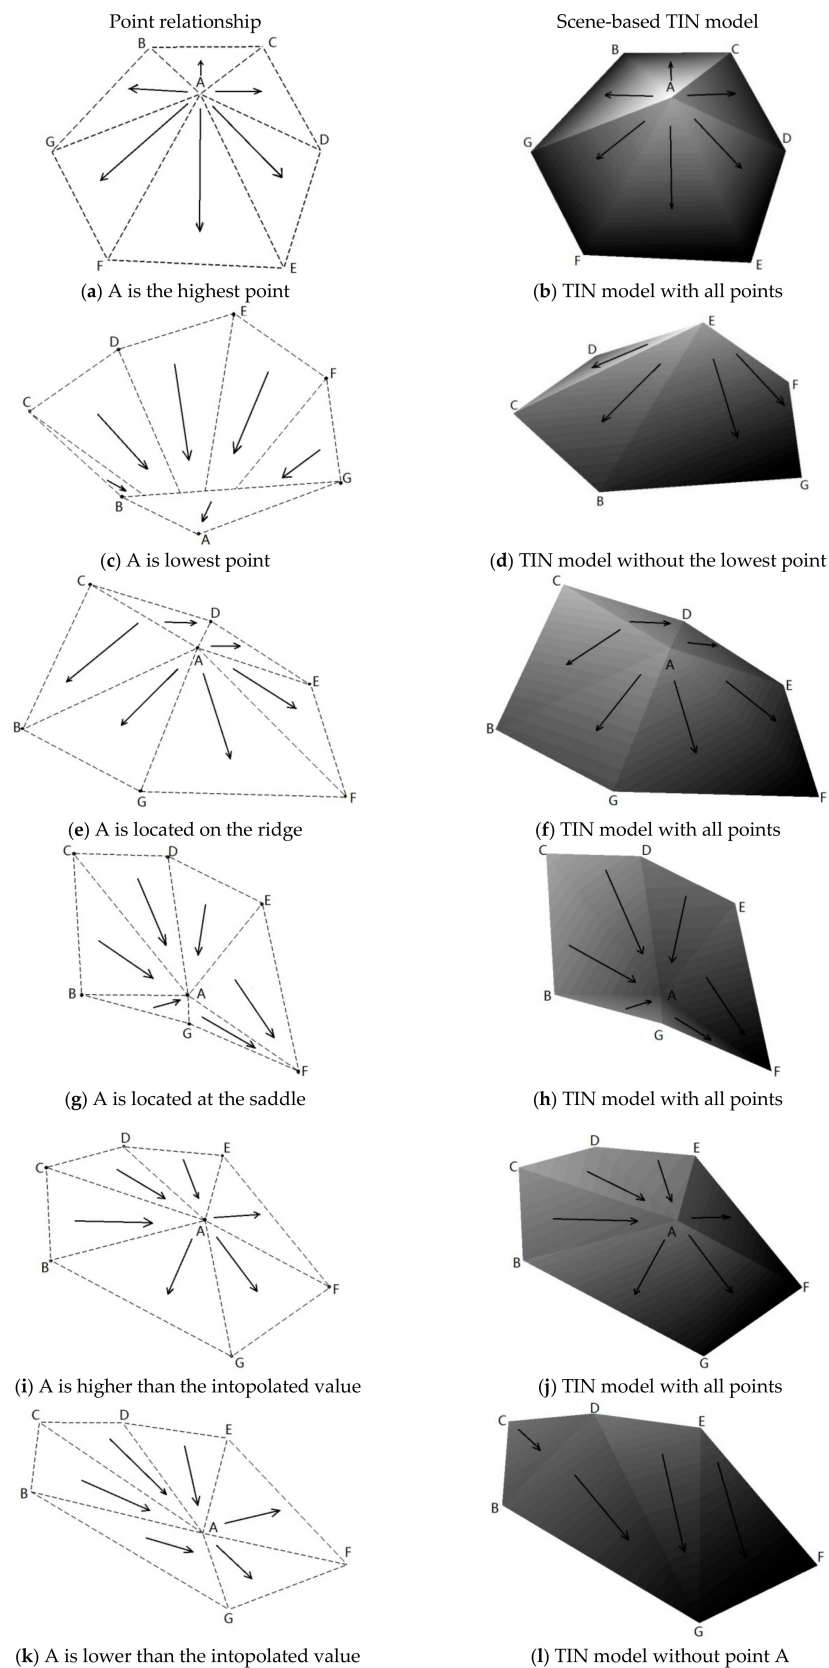 Point relationship
Scene-based TIN model
B C
A
G D
F E
B C
A
G D
F E
(a) A is the highest point
(b) TIN model with all points
E
D
F
C
G
B
A
E
D
F
C
G
B
(c) A is lowest point
(d) TIN model without the lowest point
C
D
A
E
B
G F
C
D
A
E
B
G F
(e) A is located on the ridge
(f) TIN model with all points
C D
E
B A
G
F
C D
E
B A
G
F
(g) A is located at the saddle
(h) TIN model with all points
D E
C
A
B
F
G
D E
C
A
B
F
G
(i) A is higher than the intopolated value
(j) TIN model with all points
C D
E
B
A
F
G
C D
E
B
F
G
(k) A is lower than the intopolated value
(l) TIN model without point A